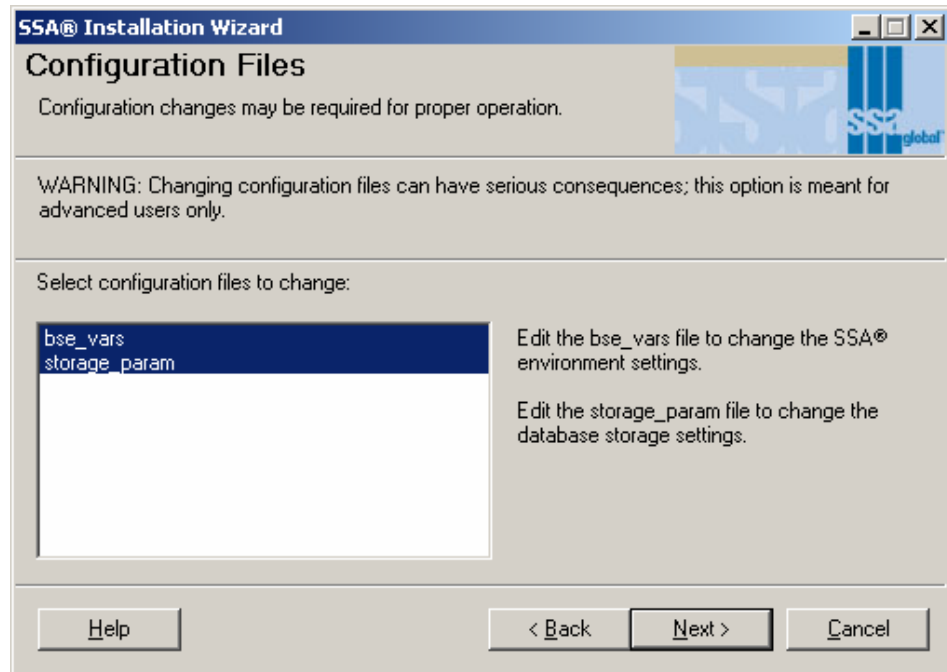 SSA® Installation Wizard
Configuration Files
Configuration changes may be required for proper operation.
ssa global
WARNING: Changing configuration files can have serious consequences; this option is meant for
advanced users only.
Select configuration files to change:
bse_vars
storage_param
Edit the bse_vars file to change the SSA®
environment settings.
Edit the storage_param file to change the
database storage settings.
Help
< Back
Next >
Cancel